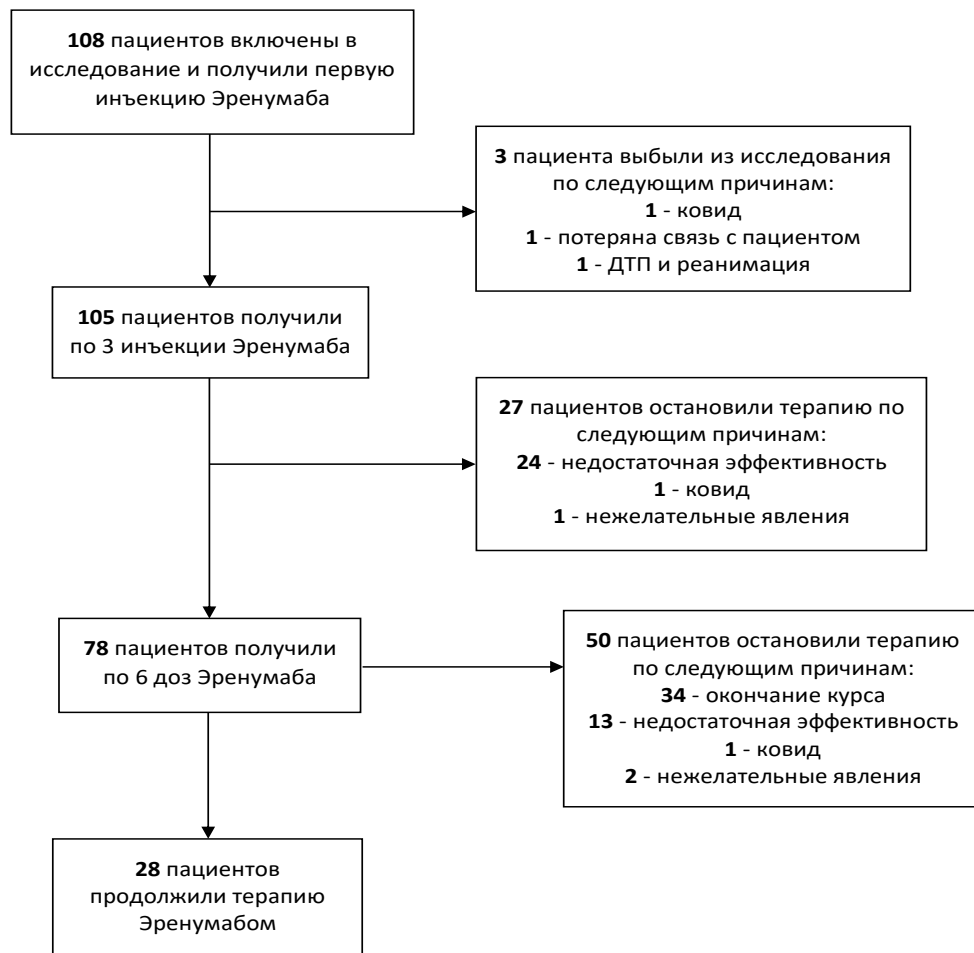 108 пациентов включены в
исследование и получили первую
инъекцию Эренумаба
3 пациента выбыли из исследования
по следующим причинам:
1 - ковид
1 - потеряна связь с пациентом
1 - ДТП и реанимация
105 пациентов получили
по 3 инъекции Эренумаба
27 пациентов остановили терапию по
следующим причинам:
24 - недостаточная эффективность
1 - ковид
1 - нежелательные явления
78 пациентов получили
по 6 доз Эренумаба
50 пациентов остановили терапию
по следующим причинам:
34 - окончание курса
13 - недостаточная эффективность
1 - ковид
2 - нежелательные явления
28 пациентов
продолжили терапию
Эренумабом